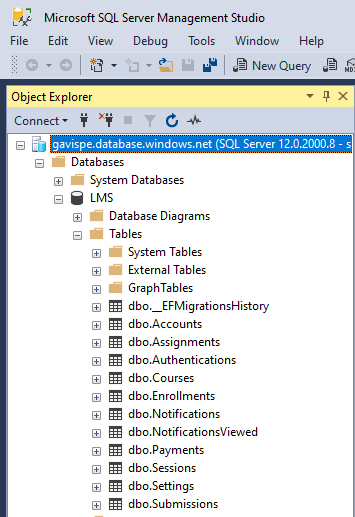 Microsoft SQL Server Management Studio
File Edit View Debug Tools Window Help
New Query
Object Explorer
Connect
gavispe.database.windows.net (SQL Server 12.0.2000.8 - s
Databases
System Databases
LMS
Database Diagrams
Tables
System Tables
External Tables
GraphTables
dbo.__EFMigrationsHistory
dbo.Accounts
dbo.Assignments
dbo.Authentications
dbo.Courses
dbo.Enrollments
dbo.Notifications
dbo.NotificationsViewed
dbo.Payments
dbo.Sessions
dbo.Settings
dbo.Submissions